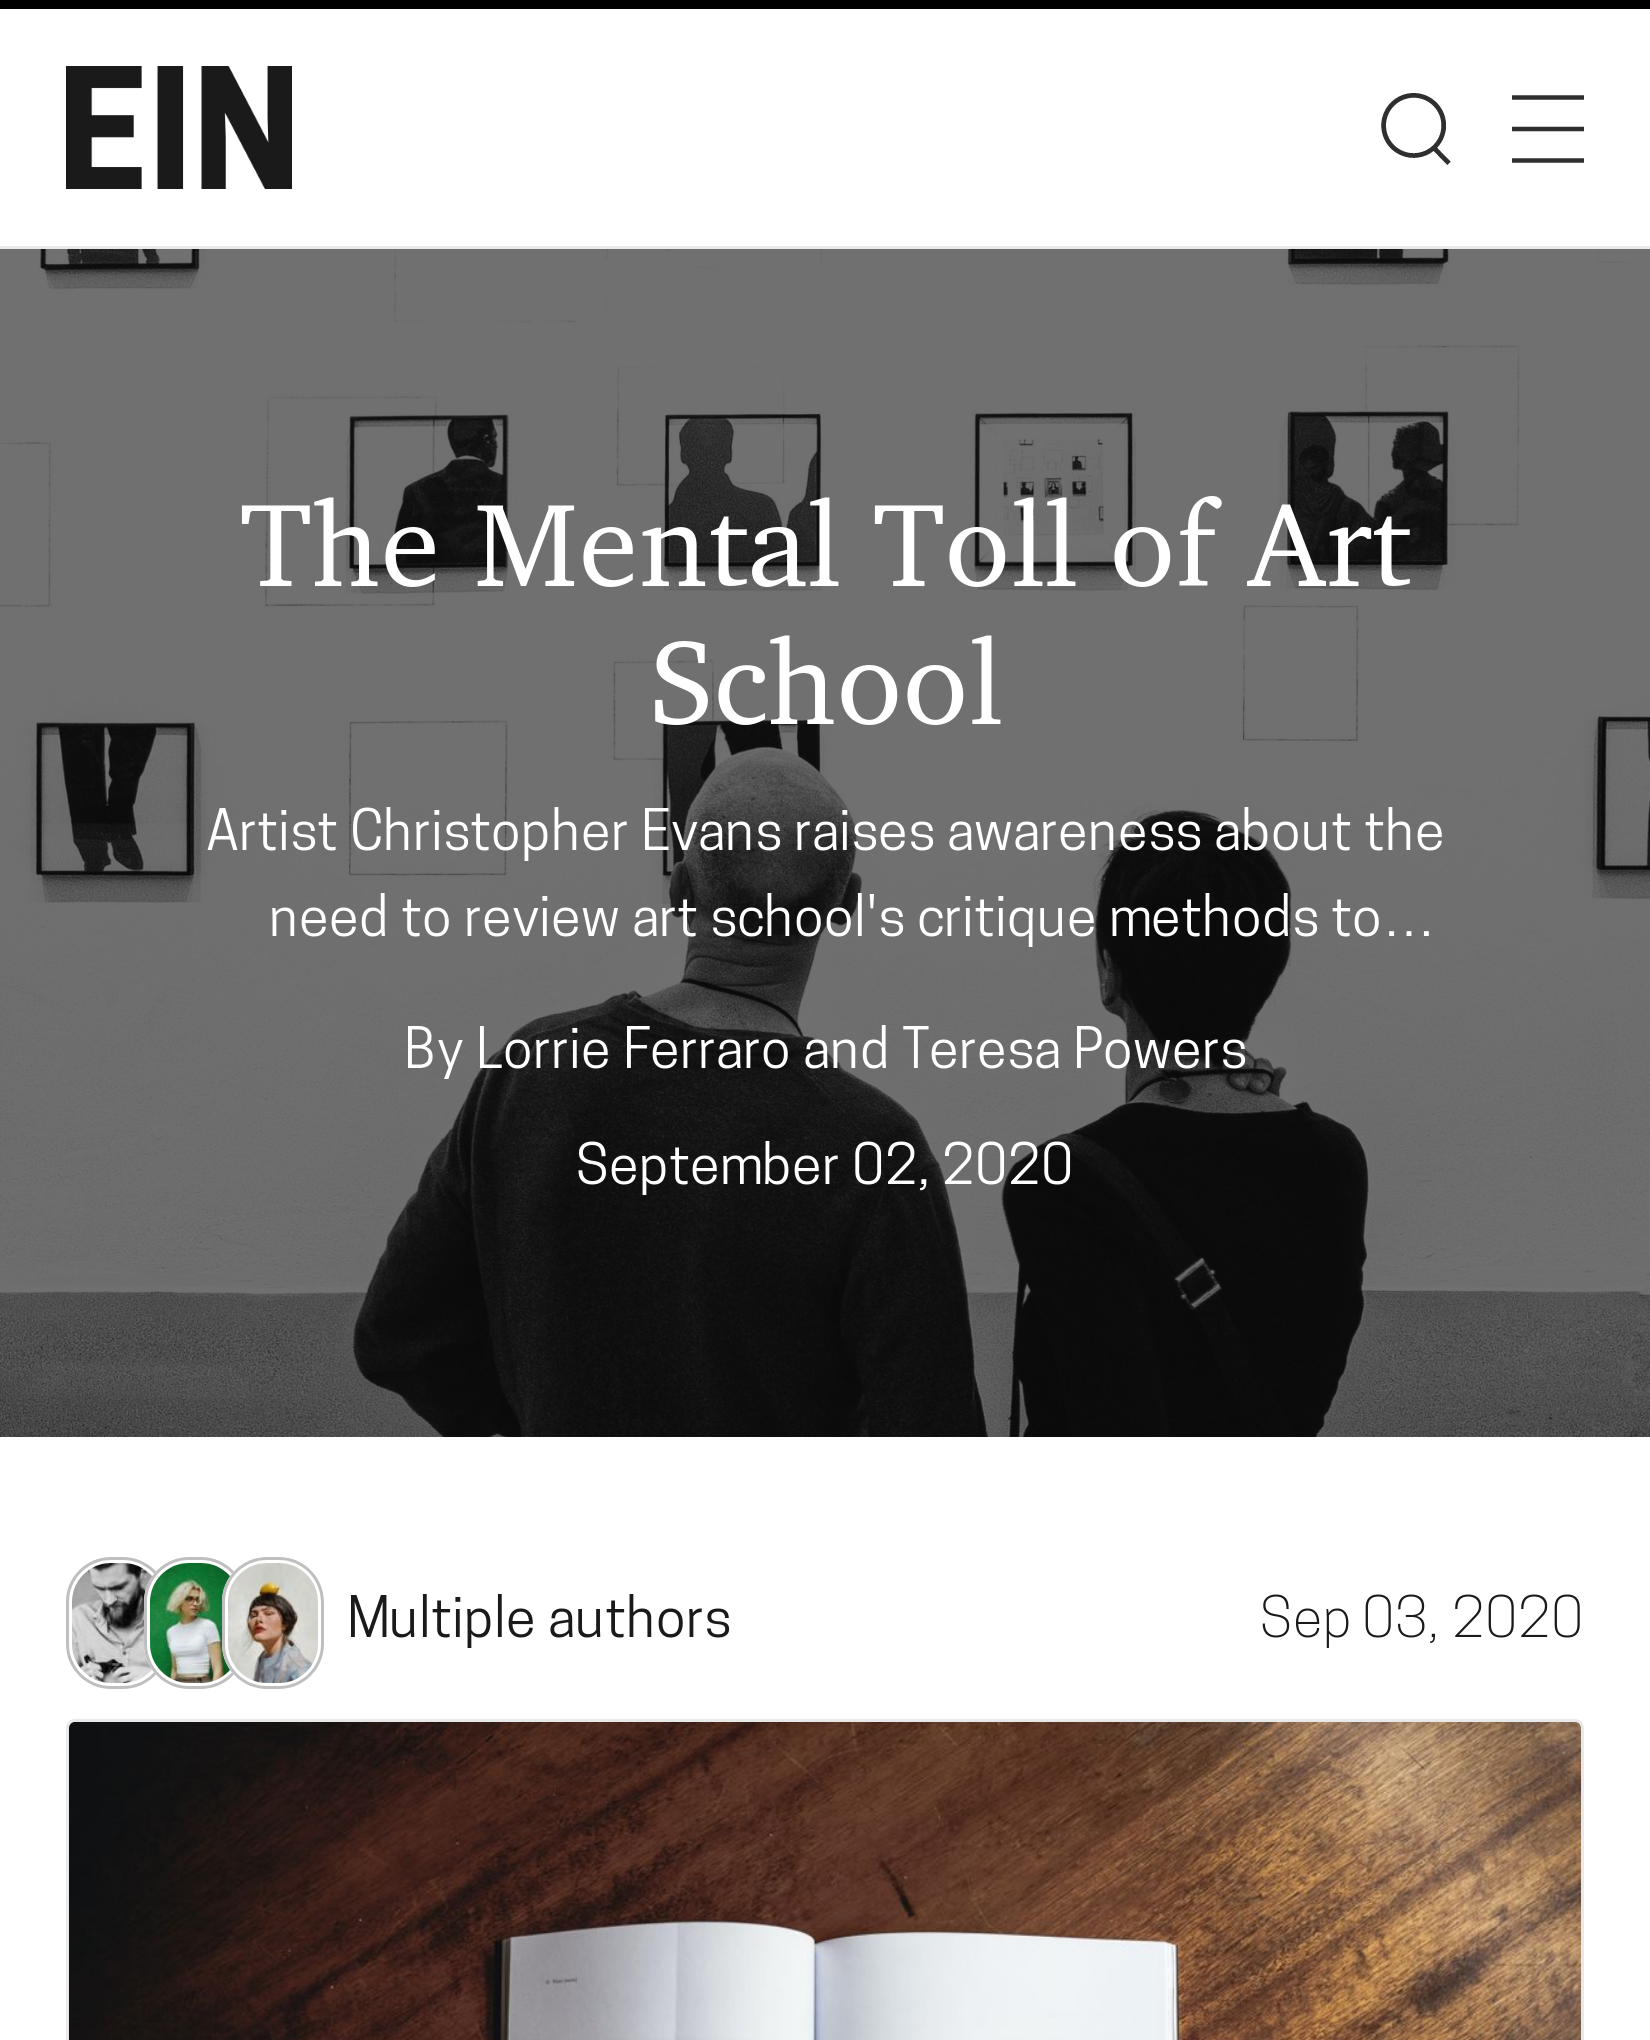 EIN
The Mental Toll of Art
School
Artist Christopher Evans raises awareness about the
need to review art school's critique methods to…
By Lorrie Ferraro and Teresa Powers
September 02, 2020
Multiple authors
Sep 03, 2020